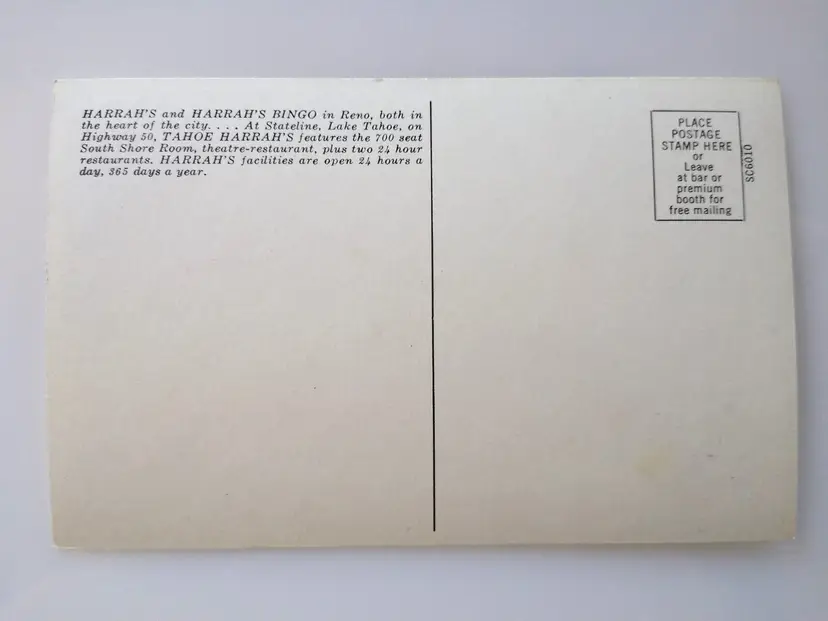 HARRAH'S and HARRAH'S BINGO in Reno, both in
the heart of the city. . . . At Stateline, Lake Tahoe, on
Highway 50, TAHOE HARRAH'S features the 700 seat
South Shore Room, theatre-restaurant, plus two 24 hour
restaurants. HARRAH'S facilities are open 24 hours a
day, 365 days a year.
PLACE
POSTAGE
STAMP HERE
or
Leave
at bar or
premium
booth for
free mailing
SC6010